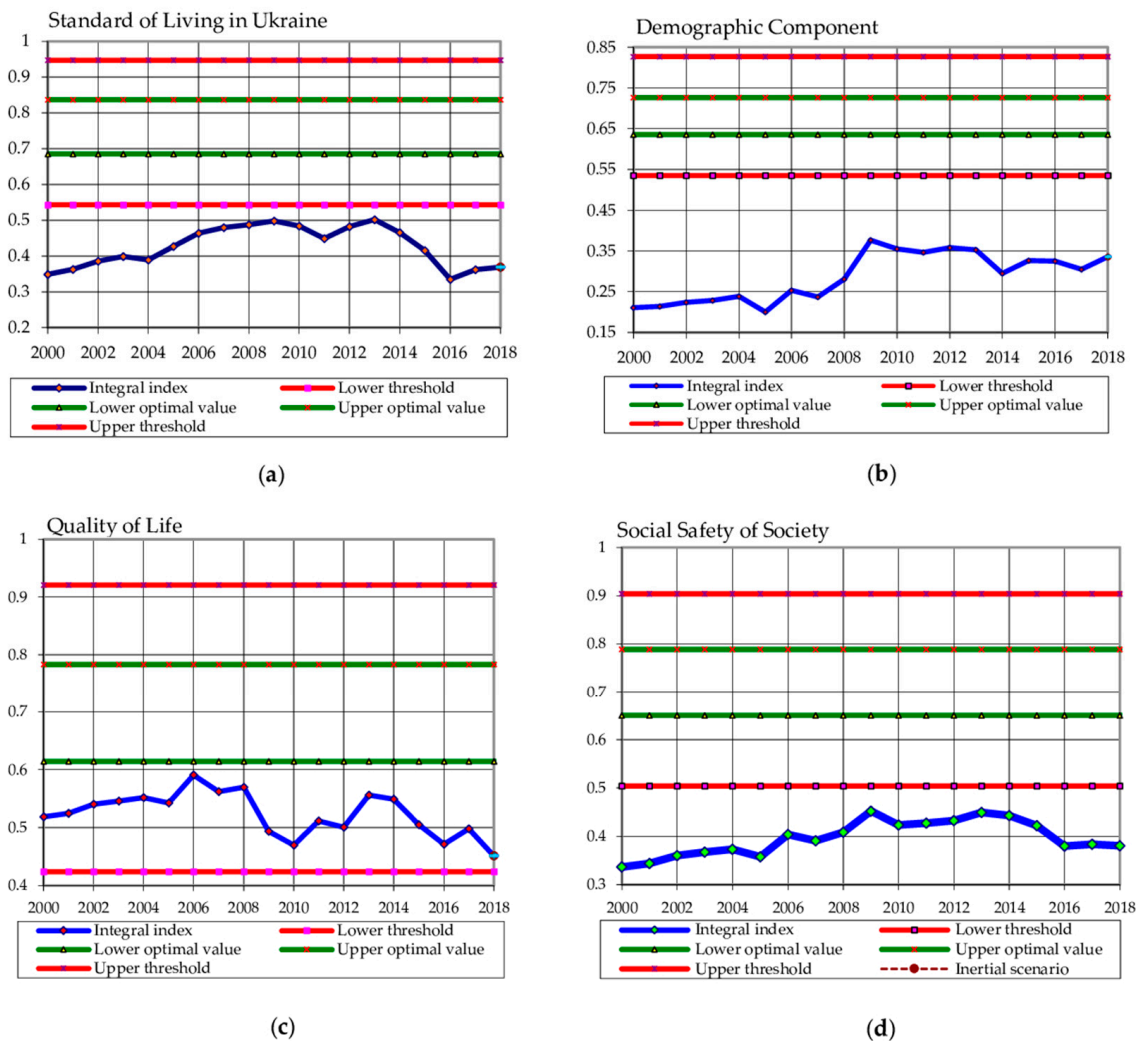 Standard of Living in Ukraine
1
0.9
0.8
0.7
0.6
0.5
0.4
0.3
0.2
2000 2002 2004 2006 2008 2010 2012 2014 2016 2018
Integral index Lower threshold
Lower optimal value Upper optimal value
Upper threshold
(a)
Demographic Component
0.85
0.75
0.65
0.55
0.45
0.35
0.25
0.15
2000 2002 2004 2006 2008 2010 2012 2014 2016 2018
Integral index Lower threshold
Lower optimal value Upper optimal value
Upper threshold
(b)
Quality of Life
1
0.9
0.8
0.7
0.6
0.5
0.4
2000 2002 2004 2006 2008 2010 2012 2014 2016 2018
Integral index Lower threshold
Lower optimal value Upper optimal value
Upper threshold
(c)
Social Safety of Society
1
0.9
0.8
0.7
0.6
0.5
0.4
0.3
2000 2002 2004 2006 2008 2010 2012 2014 2016 2018
Integral index Lower threshold
Lower optimal value Upper optimal value
Upper threshold Inertial scenario
(d)